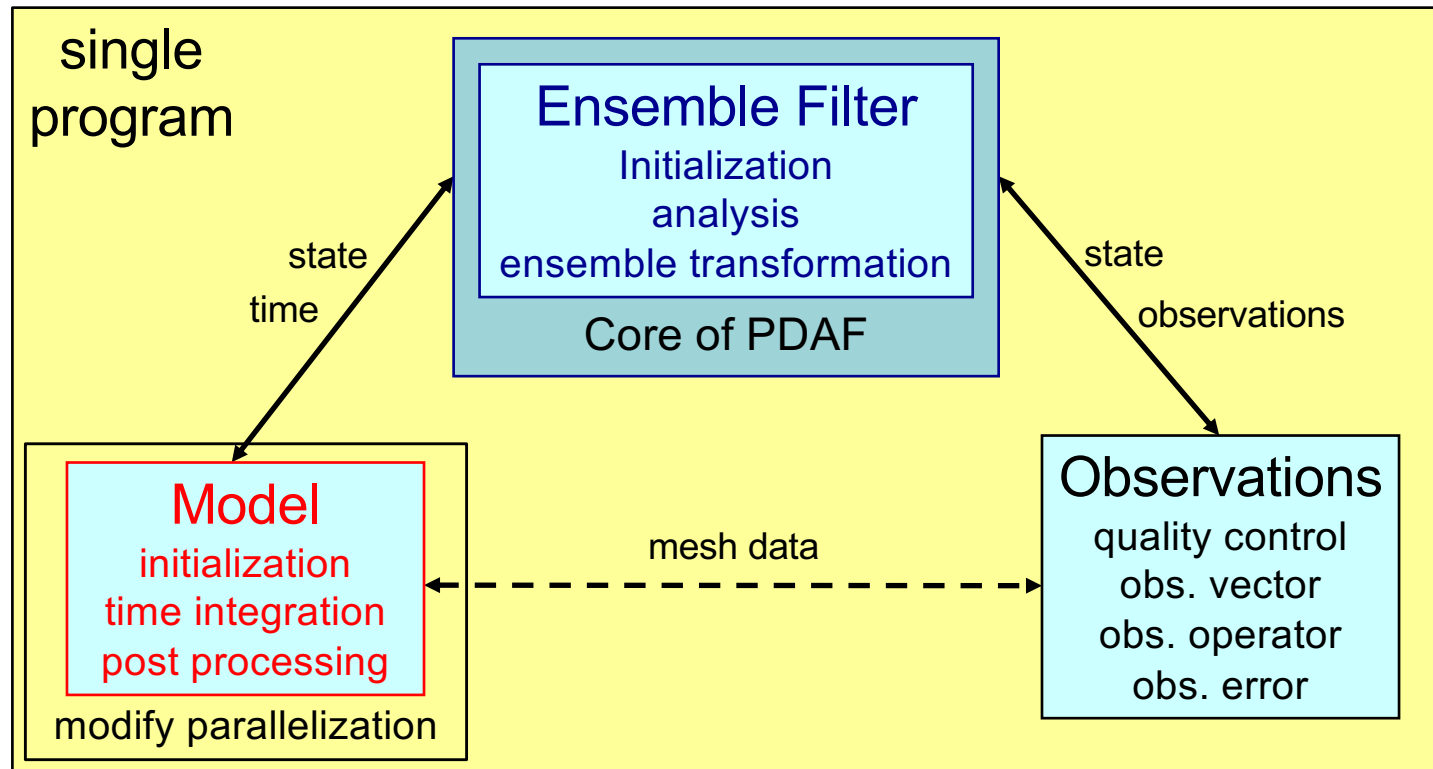 single
program
Ensemble Filter
Initialization
analysis
ensemble transformation
Core of PDAF
state
time
state
observations
Model
initialization
time integration
post processing
modify parallelization
mesh data
Observations
quality control
obs. vector
obs. operator
obs. error